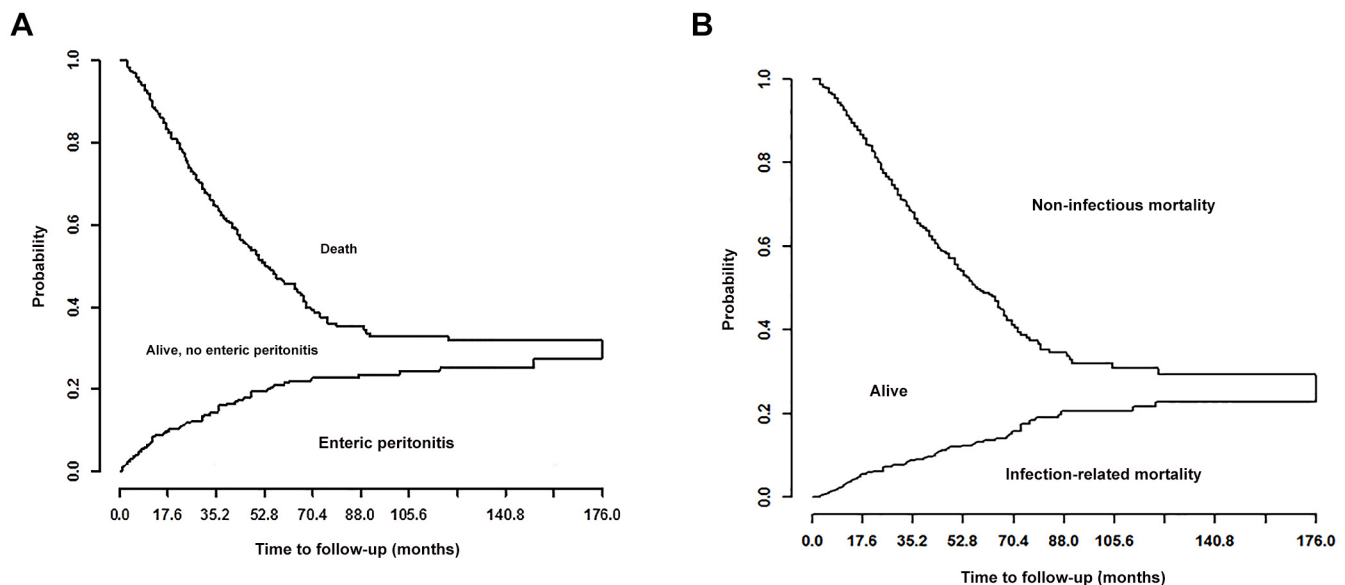 A
1.0
0.8
0.6
0.4
0.2
0.0
Probability
Death
Alive, no enteric peritonitis
Enteric peritonitis
0.0 17.6 35.2 52.8 70.4 88.0 105.6 140.8 176.0
Time to follow-up (months)
B
1.0
0.8
0.6
0.4
0.2
0.0
Probability
Non-infectious mortality
Alive
Infection-related mortality
0.0 17.6 35.2 52.8 70.4 88.0 105.6 140.8 176.0
Time to follow-up (months)